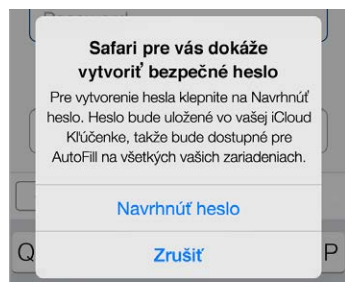 Password
Safari pre vás dokáže
vytvoriť bezpečné heslo
Pre vytvorenie hesla klepnite na Navrhnúť
heslo. Heslo bude uložené vo vašej iCloud
Kľúčenke, takže bude dostupné pre
AutoFill na všetkých vašich zariadeniach.
Navrhnúť heslo
Q P
Zrušiť